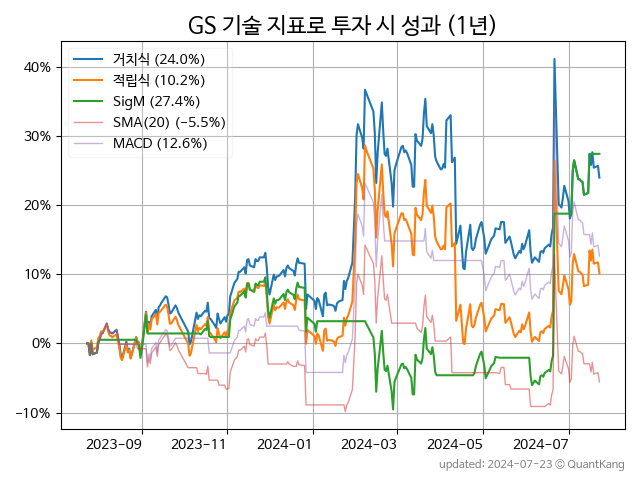 GS 기술 지표로 투자 시 성과 (1년)
거치식 (24.0%)
적립식 (10.2%)
SigM (27.4%)
SMA(20) (−5.5%)
MACD (12.6%)
40%
30%
20%
10%
0%
−10%
2023-09 2023-11 2024-01 2024-03 2024-05 2024-07
updated: 2024-07-23 © QuantKang